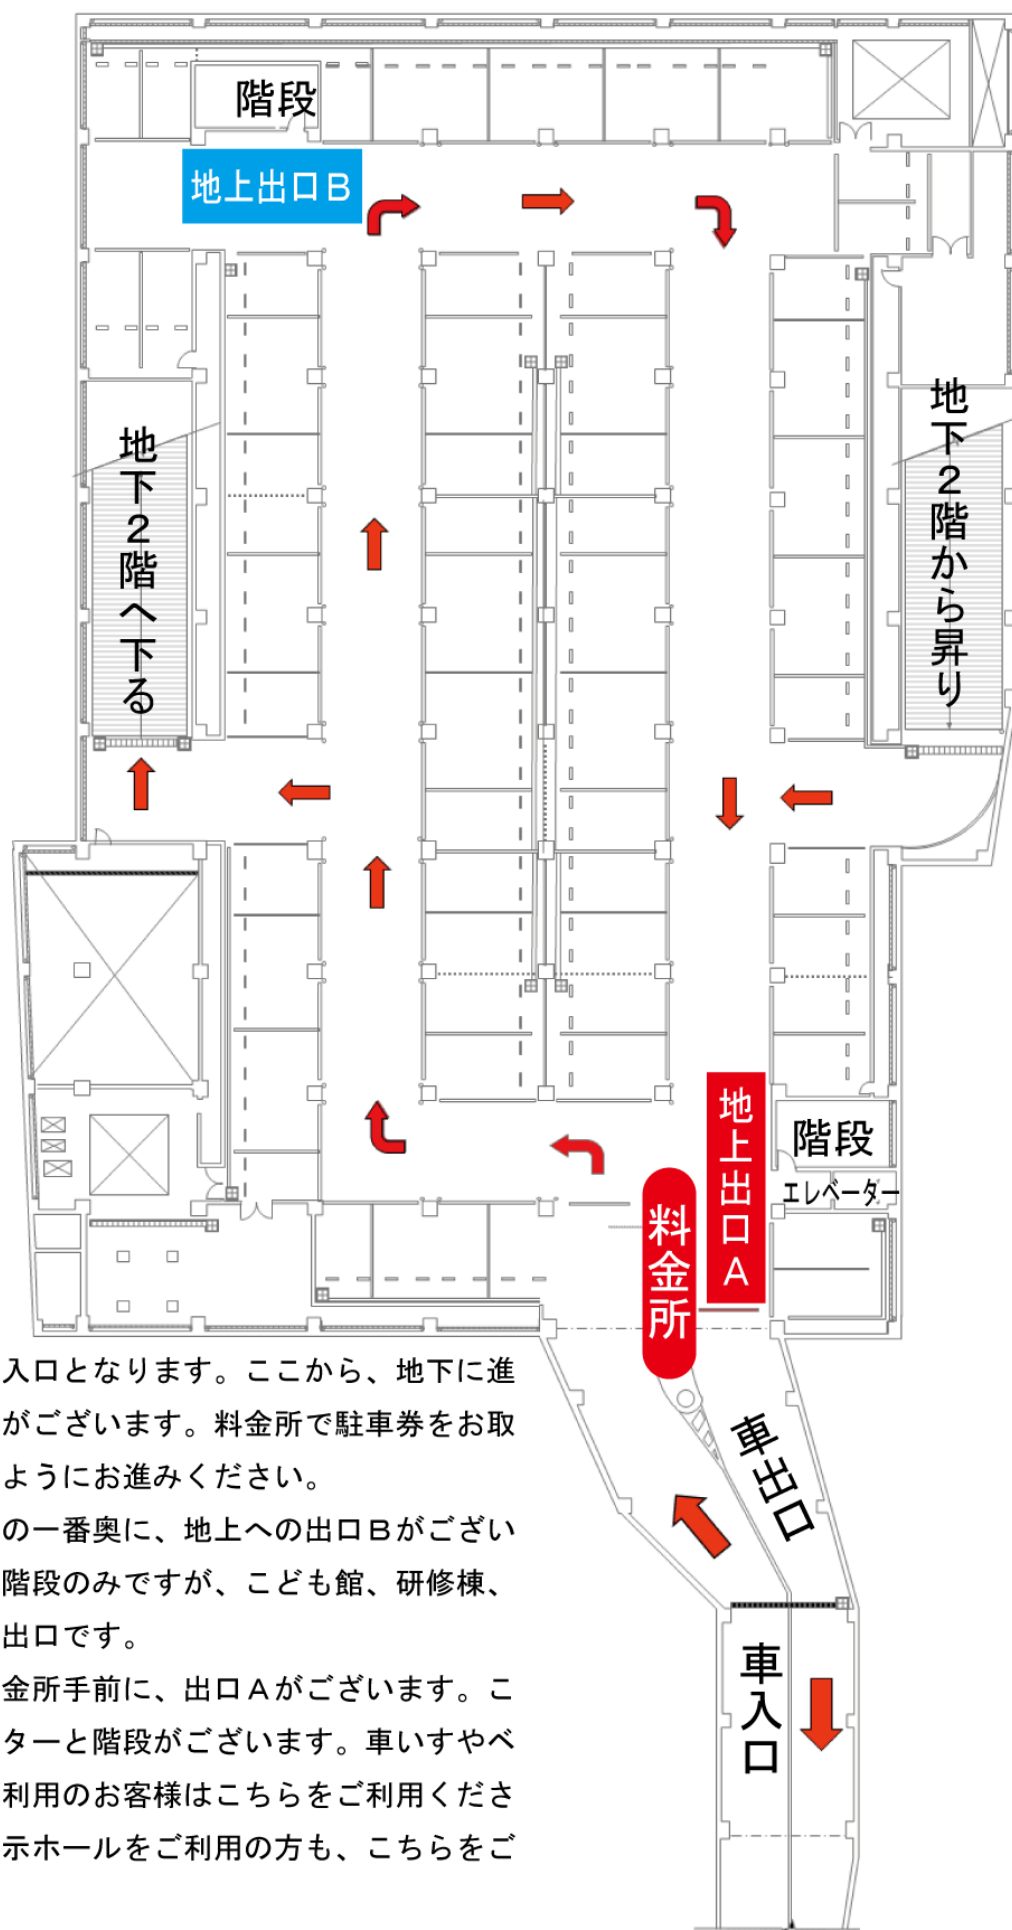 階段
地上出口B
地下2階へ下る
地下2階から昇り
地上出口A
階段
エレベーター
料金所
車出口
車入口
入口となります。ここから、地下に進
がございます。料金所で駐車券をお取
ようにお進みください。
の一番奥に、地上への出口Bがござい
階段のみですが、こども館、研修棟、
出口です。
金所手前に、出口Aがございます。こ
ターと階段がございます。車いすやベ
利用のお客様はこちらをご利用くださ
示ホールをご利用の方も、こちらをご